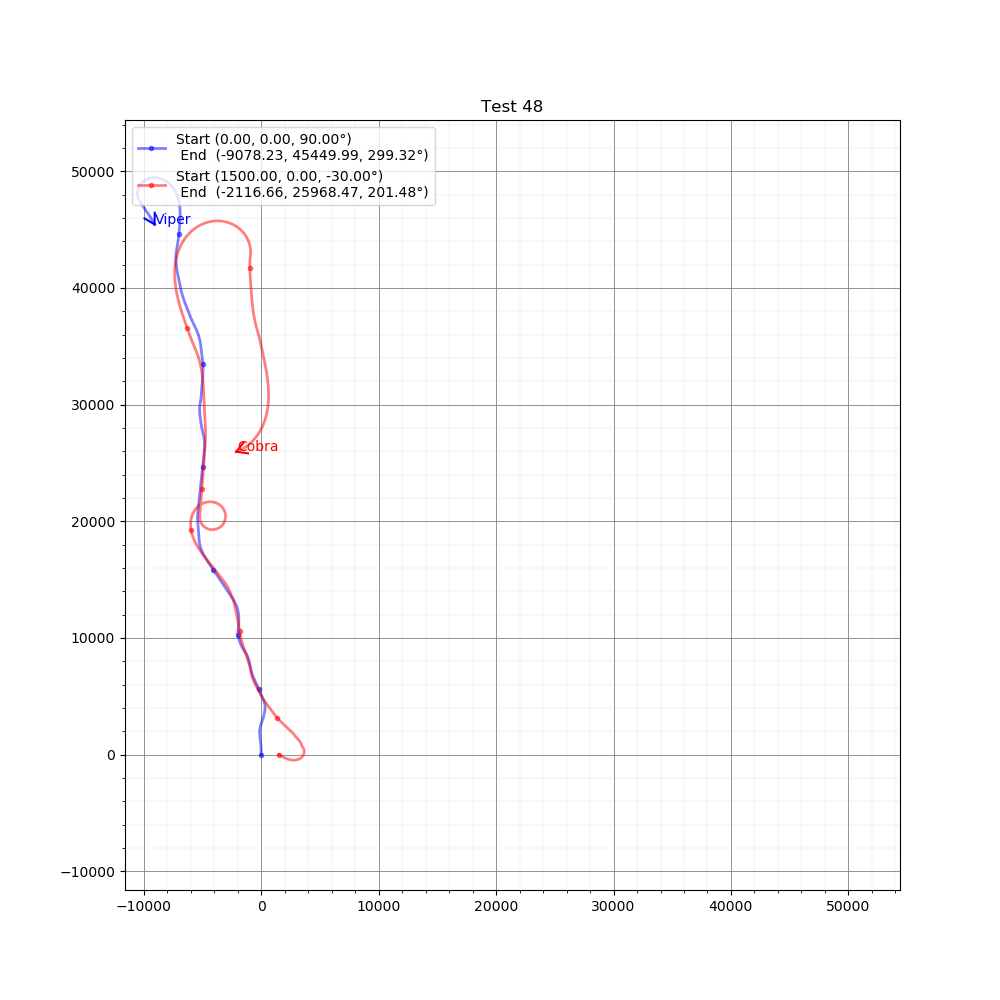 Test 48
Start (0.00, 0.00, 90.00°)
End  (-9078.23, 45449.99, 299.32°)
Start (1500.00, 0.00, -30.00°)
End  (-2116.66, 25968.47, 201.48°)
50000
Viper
40000
30000
Cobra
20000
10000
0
−10000
−10000 0 10000 20000 30000 40000 50000